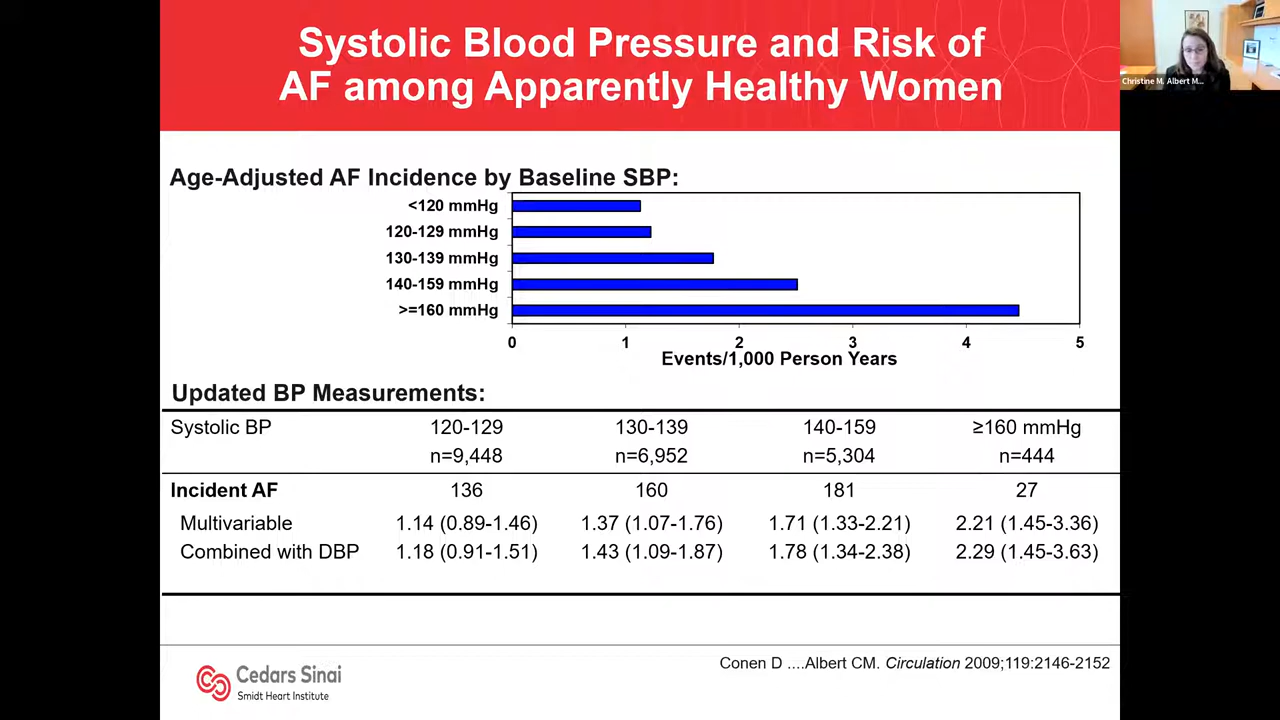 Systolic Blood Pressure and Risk of
AF among Apparently Healthy Women
Christine M. Albert M...
Age-Adjusted AF Incidence by Baseline SBP:
<120 mmHg
120-129 mmHg
130-139 mmHg
140-159 mmHg
>=160 mmHg
0 1 2 3 4 5
Events/1,000 Person Years
Updated BP Measurements:
Systolic BP 120-129 130-139 140-159 ≥160 mmHg
n=9,448 n=6,952 n=5,304 n=444
Incident AF 136 160 181 27
Multivariable 1.14 (0.89-1.46) 1.37 (1.07-1.76) 1.71 (1.33-2.21) 2.21 (1.45-3.36)
Combined with DBP 1.18 (0.91-1.51) 1.43 (1.09-1.87) 1.78 (1.34-2.38) 2.29 (1.45-3.63)
Conen D ....Albert CM. Circulation 2009;119:2146-2152
Cedars Sinai
Smidt Heart Institute